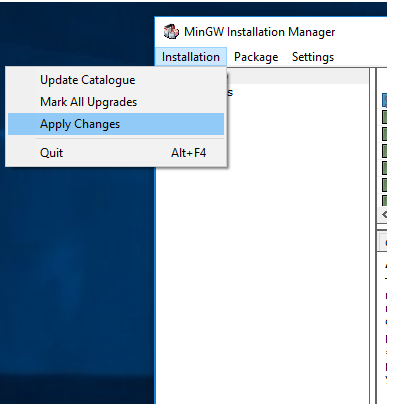 MinGW Installation Manager
Installation Package Settings
Update Catalogue
Mark All Upgrades
Apply Changes
Quit Alt+F4